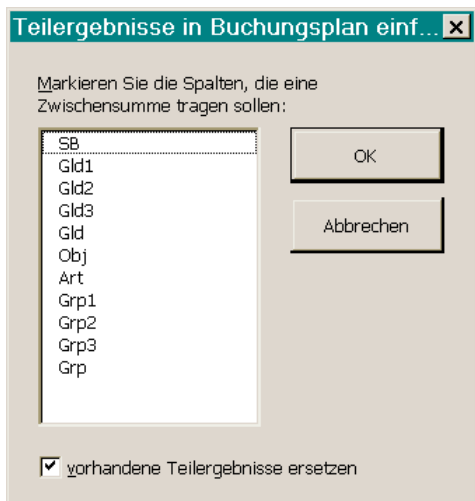 Teilergebnisse in Buchungsplan einf...
Markieren Sie die Spalten, die eine
Zwischensumme tragen sollen:
SB
Gld1
Gld2
Gld3
Gld
Obj
Art
Grp1
Grp2
Grp3
Grp
OK
Abbrechen
vorhandene Teilergebnisse ersetzen